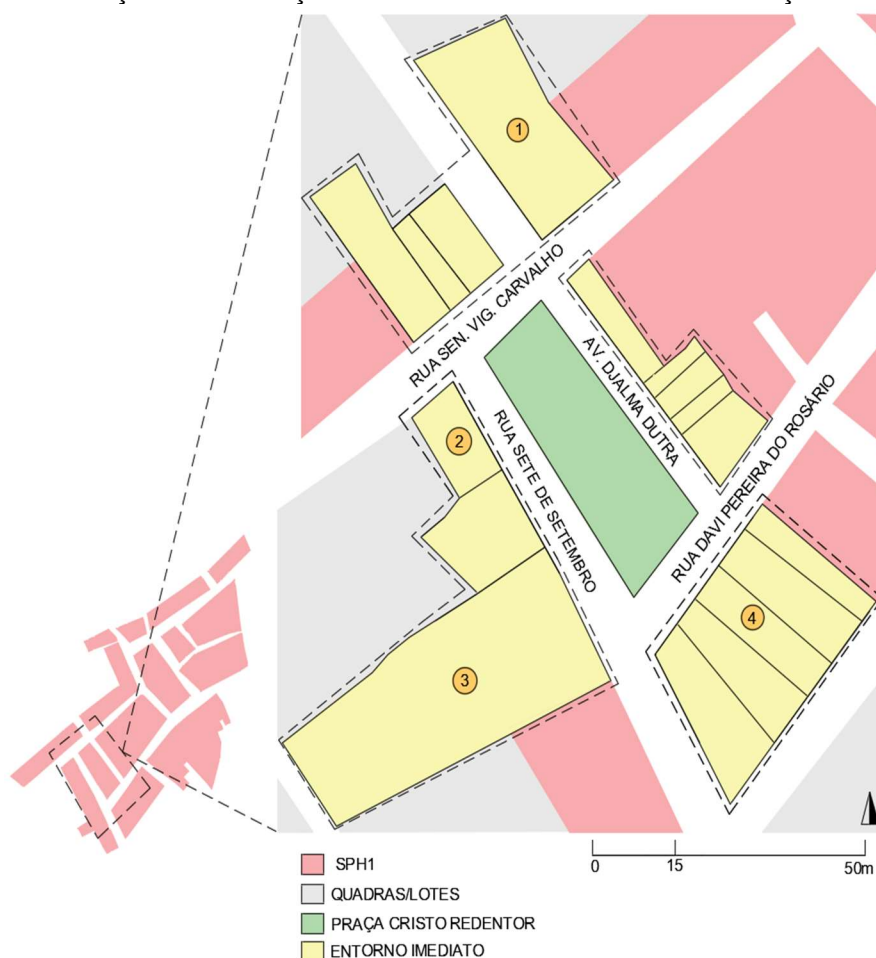 1
RUA SEN. VIG. CARVALHO
AV. DJALMA DUTRA
2
RUA SETE DE SETEMBRO
RUA DAVI PEREIRA DO ROSÁRIO
4
3
SPH1
QUADRAS/LOTES
PRAÇA CRISTO REDENTOR
ENTORNO IMEDIATO
0 15 50m